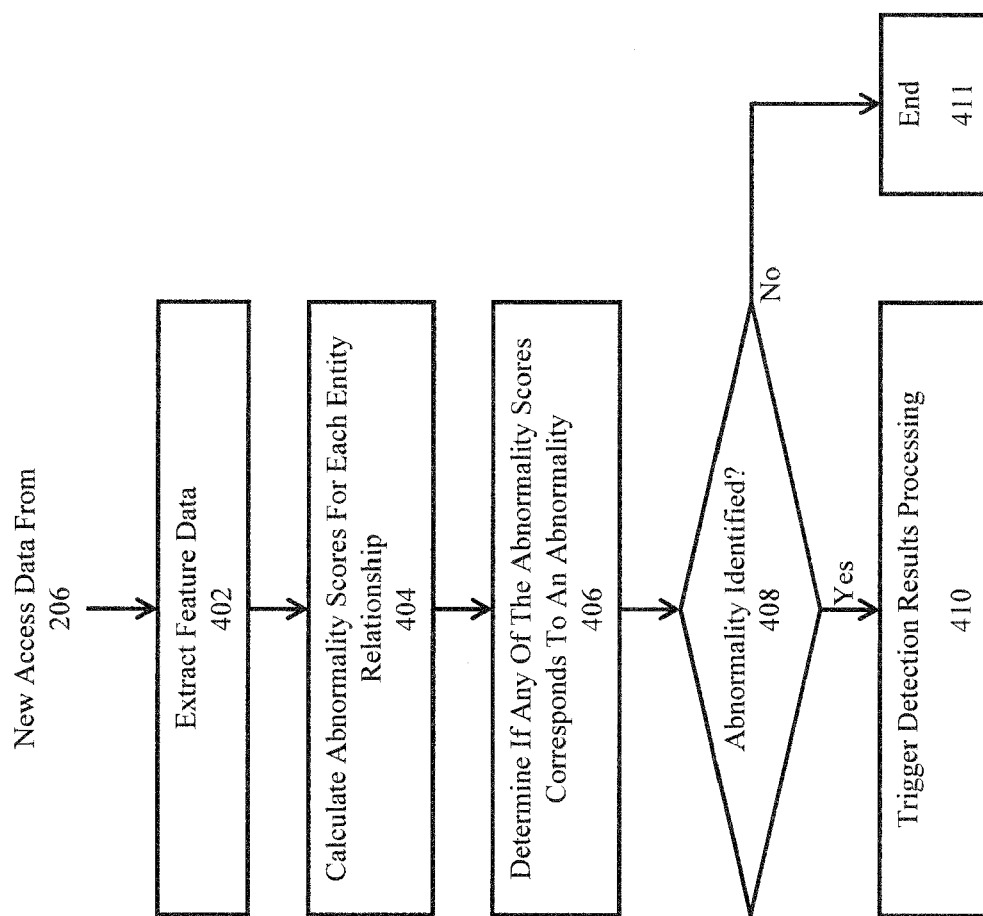 New Access Data From
206
Extract Feature Data
402
Calculate Abnormality Scores For Each Entity
Relationship
404
Determine If Any Of The Abnormality Scores
Corresponds To An Abnormality
406
Abnormality Identified?
408
No
Yes
Trigger Detection Results Processing
410
End
411